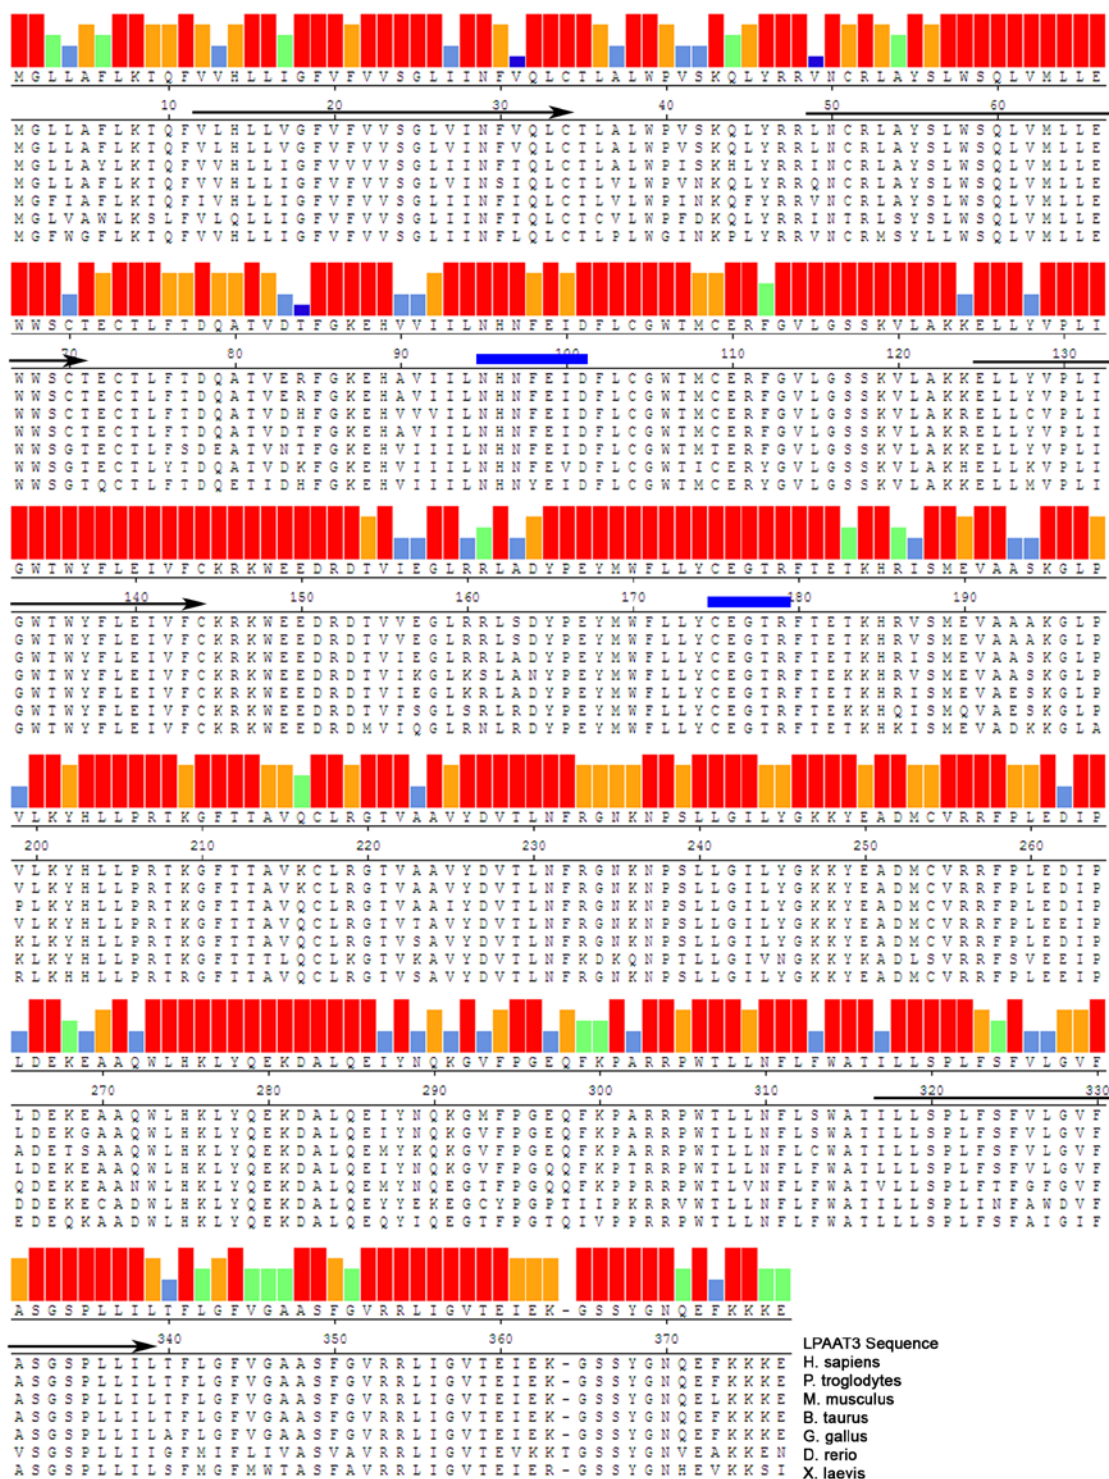 MGLLAFLKTQFVVHLLIGFVFVVSGLIINFVQLCTLALWPVSKQLYRRVNCRLAYSLWSQLVMLLE
10 20 30 40 50 60
MGLLAFLKTQFVLHLLVGFVFVVSGLVINFVQLCTLALWPVSKQLYRRLNCRLAYSLWSQLVMLLE
MGLLAFLKTQFVLHLLVGFVFVVSGLVINFVQLCTLALWPVSKQLYRRLNCRLAYSLWSQLVMLLE
MGLLAYLKTQFVVHLLIGFVFVVSGLIINFTQLCTLALWPISKHLYRRINCRLAYSLWSQLVMLLE
MGLLAFLKTQFVVHLLIGFVFVVSGLVINSIQLCTLVLWPVNKQLYRRQNCRLAYSLWSQLVMLLE
MGFIAFLKTQFIVHLLIGFVFVVSGLIINFIQLCTLVLWPINKQFYRRVNCRLAYSLWSQLVMLLE
MGLVAWLKSLFVLQLLIGFVFVVSGLIINFTQLCTCVLWPFDKQLYRRINTRLSYSLWSQLVMLLE
MGFWGFLKTQFVVHLLIGFVFVVSGLIINFLQLCTLPLWGINKPLYRRVNCRMSYLLWSQLVMLLE
WWSCTECTLFTDQATVDTFGKEHVVIILNHNFEIDFLCGWTMCERFGVLGSSKVLAKKELLYVPLI
70 80 90 100 110 120 130
WWSCTECTLFTDQATVERFGKEHAVIILNHNFEIDFLCGWTMCERFGVLGSSKVLAKKELLYVPLI
WWSCTECTLFTDQATVERFGKEHAVIILNHNFEIDFLCGWTMCERFGVLGSSKVLAKKELLYVPLI
WWSCTECTLFTDQATVDHFGKEHVVVILNHNFEIDFLCGWTMCERFGVLGSSKVLAKRELLCVPLI
WWSCTECTLFTDQATVDTFGKEHAVIILNHNFEIDFLCGWTMCERFGVLGSSKVLAKRELLYVPLI
WWSGTECTLFSDEATVNTFGKEHVIIILNHNFEIDFLCGWTMTERFGVLGSSKVLAKKELLYVPLI
WWSGTECTLYTDQATVDKFGKEHVIIILNHNFEVDFLCGWTICERYGVLGSSKVLAKHELLKVPLI
WWSGTQCTLFTDQETIDHFGKEHVIIILNHNYEIDFLCGWTMCERYGVLGSSKVLAKKELLMVPLI
GWTWYFLEIVFCKRKWEEDRDTVIEGLRRLADYPEYMWFLLYCEGTRFTETKHRISMEVAASKGLP
140 150 160 170 180 190
GWTWYFLEIVFCKRKWEEDRDTVVEGLRRLSDYPEYMWFLLYCEGTRFTETKHRVSMEVAAAKGLP
GWTWYFLEIVFCKRKWEEDRDTVVEGLRRLSDYPEYMWFLLYCEGTRFTETKHRVSMEVAAAKGLP
GWTWYFLEIVFCKRKWEEDRDTVIEGLRRLADYPEYMWFLLYCEGTRFTETKHRISMEVAASKGLP
GWTWYFLEIVFCKRKWEEDRDTVIKGLKSLANYPEYMWFLLYCEGTRFTEKKHRVSMEVAASKGLP
GWTWYFLEIVFCKRKWEEDRDTVIEGLKRLADYPEYMWFLLYCEGTRFTETKHRISMEVAESKGLP
GWTWYFLEIVFCKRKWEEDRDTVFSGLSRLRDYPEYMWFLLYCEGTRFTEKKHQISMQVAESKGLP
GWTWYFLEIVFCKRKWEEDRDMVIQGLRNLRDYPEYMWFLLYCEGTRFTETKHKISMEVADKKGLA
VLKYHLLPRTKGFTTAVQCLRGTVAAVYDVTLNFRGNKNPSLLGILYGKKYEADMCVRRFPLEDIP
200 210 220 230 240 250 260
VLKYHLLPRTKGFTTAVKCLRGTVAAVYDVTLNFRGNKNPSLLGILYGKKYEADMCVRRFPLEDIP
PLKYHLLPRTKGFTTAVQCLRGTVAAIYDVTLNFRGNKNPSLLGILYGKKYEADMCVRRFPLEDIP
VLKYHLLPRTKGFTTAVQCLRGTVTAVYDVTLNFRGNKNPSLLGILYGKKYEADMCVRRFPLEEIP
KLKYHLLPRTKGFTTAVQCLRGTVSAVYDVTLNFRGNKNPSLLGILYGKKYEADMSVRRFPLEDIP
KLKYHLLPRTKGFTTTLQCLKGTVKAVYDVTLNFKDKQNPTLLGIVNGKKYKADLSVRRFSVEEIP
RLKHHLLPRTRGFTTAVQCLRGTVSAVYDVTLNFRGNKNPSLLGILYGKKYEADMCVRRFPLEEIP
LDEKEAAQWLHKLYQEKDALQEIYNQKGVFPGEQFKPARRPWTLLNFLFWATILLSPLFSFVLGVF
270 280 290 300 310 320 330
LDEKEAAQWLHKLYQEKDALQEIYNQKGMFPGEQFKPARRPWTLLNFLSWATILLSPLFSFVLGVF
LDEKGAAQWLHKLYQEKDALQEIYNQKGVFPGEQFKPARRPWTLLNFLSWATILLSPLFSFVLGVF
ADETSAAQWLHKLYQEKDALQEMYKQKGVFPGEQFKPARRPWTLLNFLCWATILLSPLFSFVLGVF
LDEKEAAQWLHKLYQEKDALQEIYNQKGVFPGQQFKPTRRPWTLLNFLFWATILLSPLFSFVLGVF
QDEKEAANWLHKLYQEKDALQEMYNQEGTFPGQQFKPPRRPWTLVNFLFWATVLLSPLFTFGFGVF
DDEKECADWLHKLYQEKDALQEYYEKEGCYPGPTIIPKRRVWTLLNFLFWATLLLSPLINFAWDVF
EDEQKAADWLHKLYQEKDALQEQYIQEGTFPGTQIVPPRRPWTLLNFLFWATLLLSPLFSFAIGIF
ASGSPLLILTFLGFVGAASFGVRRLIGVTEIEK-GSSYGNQEFKKKE
340 350 360 370
LPAAT3 Sequence
ASGSPLLILTFLGFVGAASFGVRRLIGVTEIEK-GSSYGNQEFKKKE H. sapiens
ASGSPLLILTFLGFVGAASFGVRRLIGVTEIEK-GSSYGNQEFKKKE P. troglodytes
ASGSPLLILTFLGFVGAASFGVRRLIGVTEIEK-GSSYGNQEFKKKE M. musculus
ASGSPLLILTFLGFVGAASFGVRRLIGVTEIEK-GSSYGNQEFKKKE B. taurus
ASGSPLLILAFLGFVGAASFGVRRLIGVTEIEK-GSSYGNQEFKKKE G. gallus
VSGSPLLIIGFMIFLIVASVAVRRLIGVTEVKKTGSSYGNVEAKKEN D. rerio
ASGSPLLILSFMGFMWTASFAVRRLIGVTEIER-GSSYGNHEVKKSI X. laevis